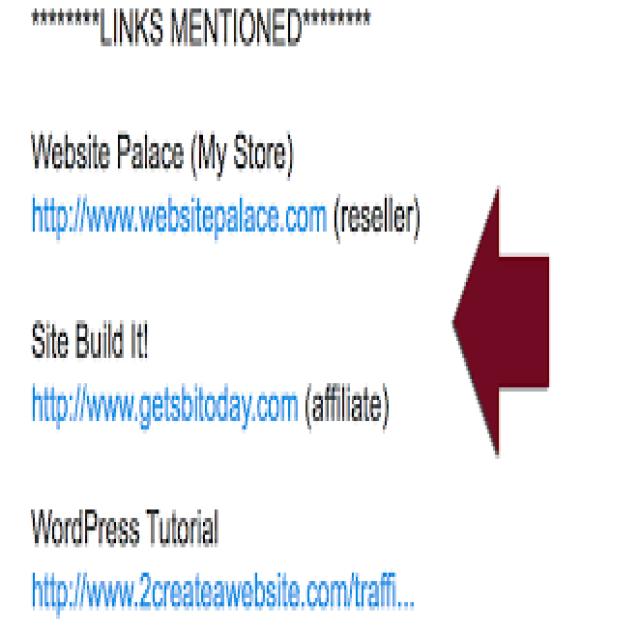 ********LINKS MENTIONED********
Website Palace (My Store)
http://www.websitepalace.com (reseller)
Site Build It!
http://www.getsbitoday.com (affiliate)
WordPress Tutorial
http://www.2createawebsite.com/traffi...